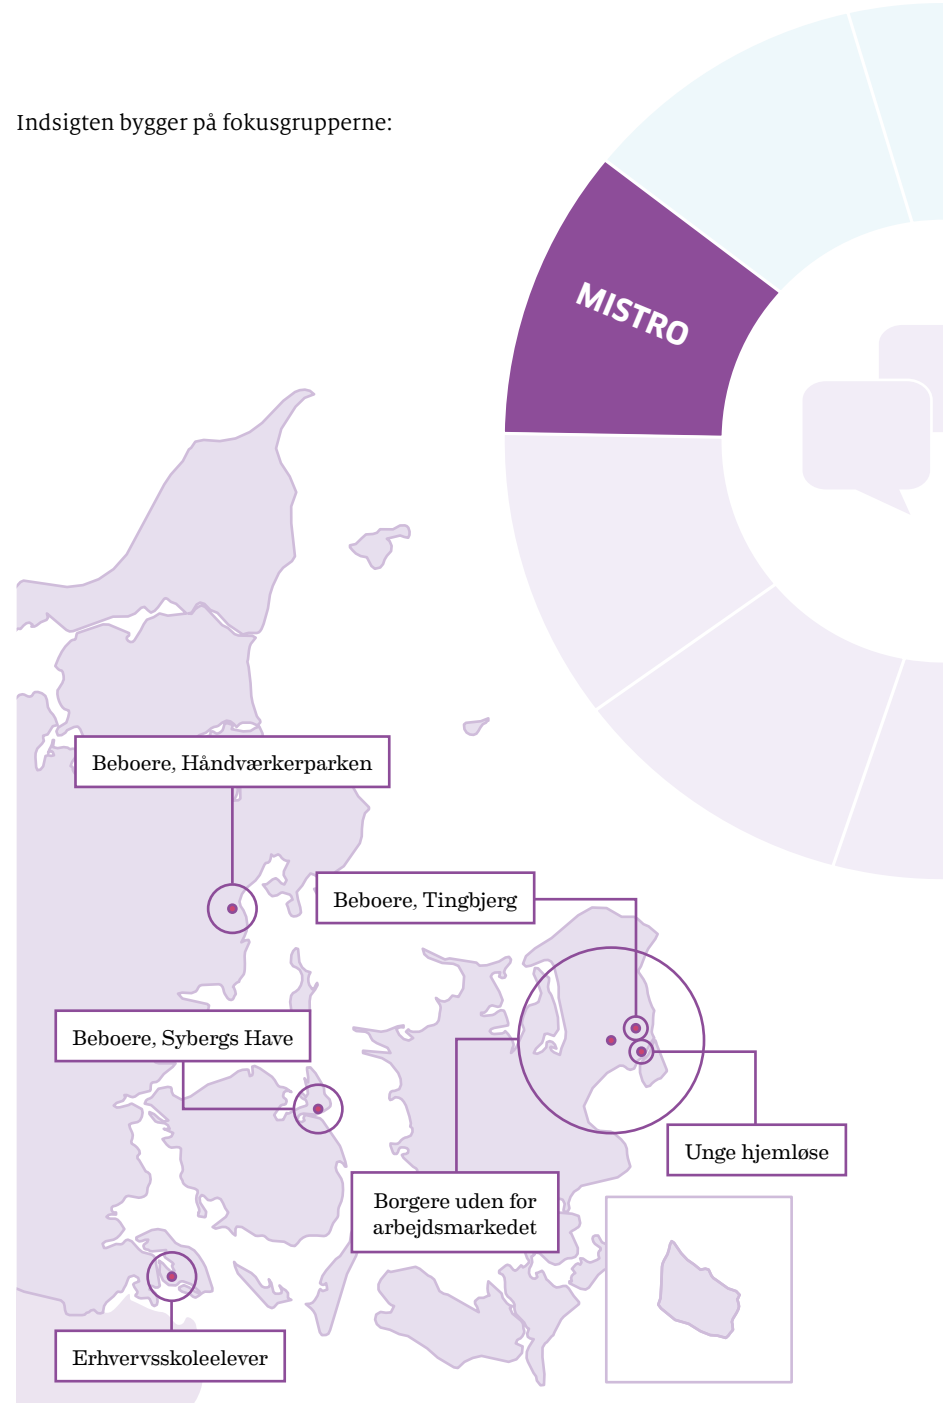 Indsigten bygger på fokusgrupperne:
MISTRO
Beboere, Håndværkerparken
Beboere, Tingbjerg
Beboere, Sybergs Have
Unge hjemløse
Borgere uden for
arbejdsmarkedet
Erhvervsskoleelever